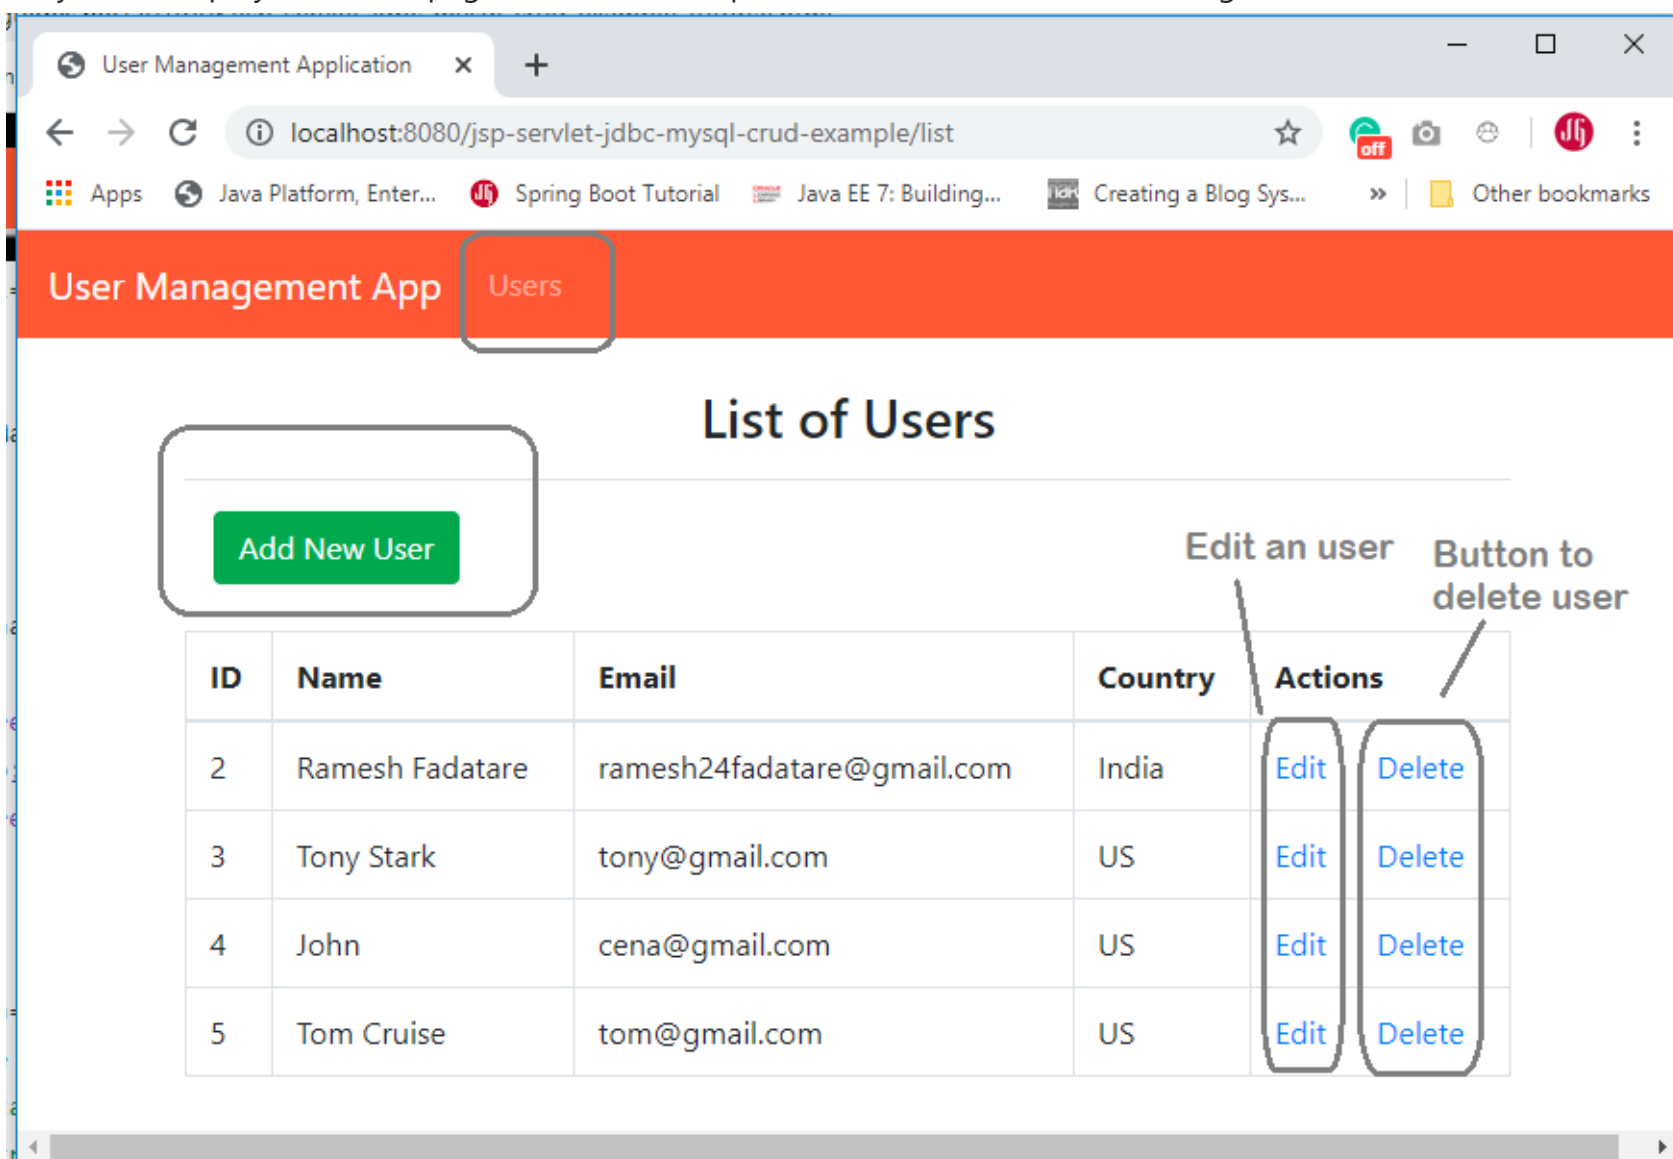 User Management Application
localhost:8080/jsp-servlet-jdbc-mysql-crud-example/list
off
JG
Apps
Java Platform, Enter...
JG
Spring Boot Tutorial
Java EE 7: Building...
Creating a Blog Sys...
»
Other bookmarks
User Management App Users
List of Users
Add New User
Edit an user
Button to
delete user
ID Name Email Country Actions
2 Ramesh Fadatare ramesh24fadatare@gmail.com India Edit Delete
3 Tony Stark tony@gmail.com US Edit Delete
4 John cena@gmail.com US Edit Delete
5 Tom Cruise tom@gmail.com US Edit Delete